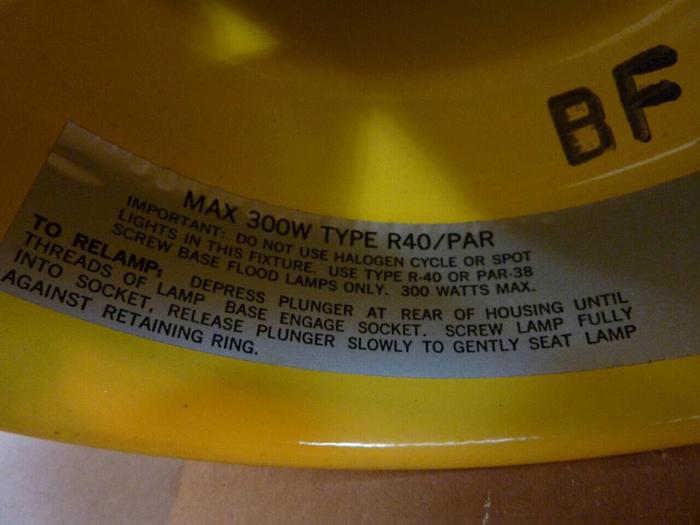 BF
MAX 300W TYPE R40/PAR
IMPORTANT: DO NOT USE HALOGEN CYCLE OR SPOT
LIGHTS IN THIS FIXTURE. USE TYPE R-40 OR PAR-38
SCREW BASE FLOOD LAMPS ONLY. 300 WATTS MAX.
TO RELAMP: DEPRESS PLUNGER AT REAR OF HOUSING UNTIL
THREADS OF LAMP BASE ENGAGE SOCKET. SCREW LAMP FULLY
INTO SOCKET, RELEASE PLUNGER SLOWLY TO GENTLY SEAT LAMP
AGAINST RETAINING RING.